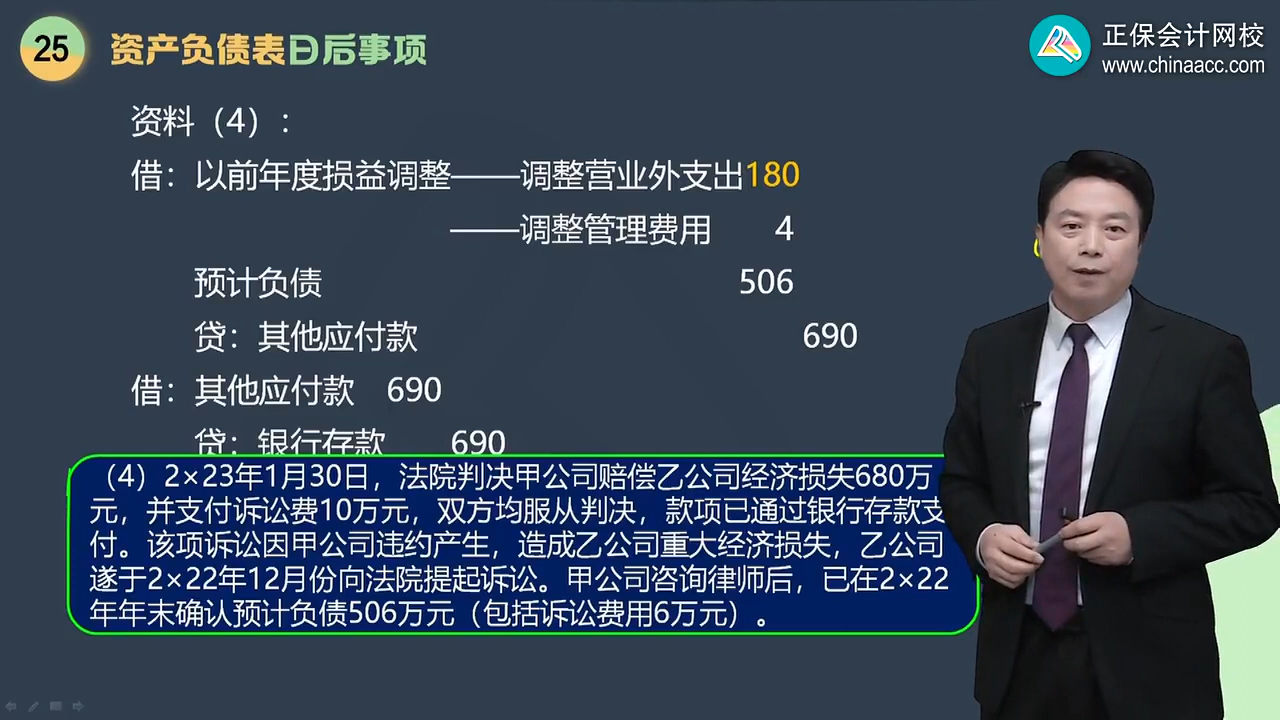 25 资产负债表日后事项
正保会计网校
www.chinaacc.com
资料（4）：
借：以前年度损益调整——调整营业外支出180
——调整管理费用 4
预计负债 506
贷：其他应付款 690
借：其他应付款 690
贷：银行存款 690
（4）2×23年1月30日，法院判决甲公司赔偿乙公司经济损失680万
元，并支付诉讼费10万元，双方均服从判决，款项已通过银行存款支
付。该项诉讼因甲公司违约产生，造成乙公司重大经济损失，乙公司
遂于2×22年12月份向法院提起诉讼。甲公司咨询律师后，已在2×22
年年末确认预计负债506万元（包括诉讼费用6万元）。